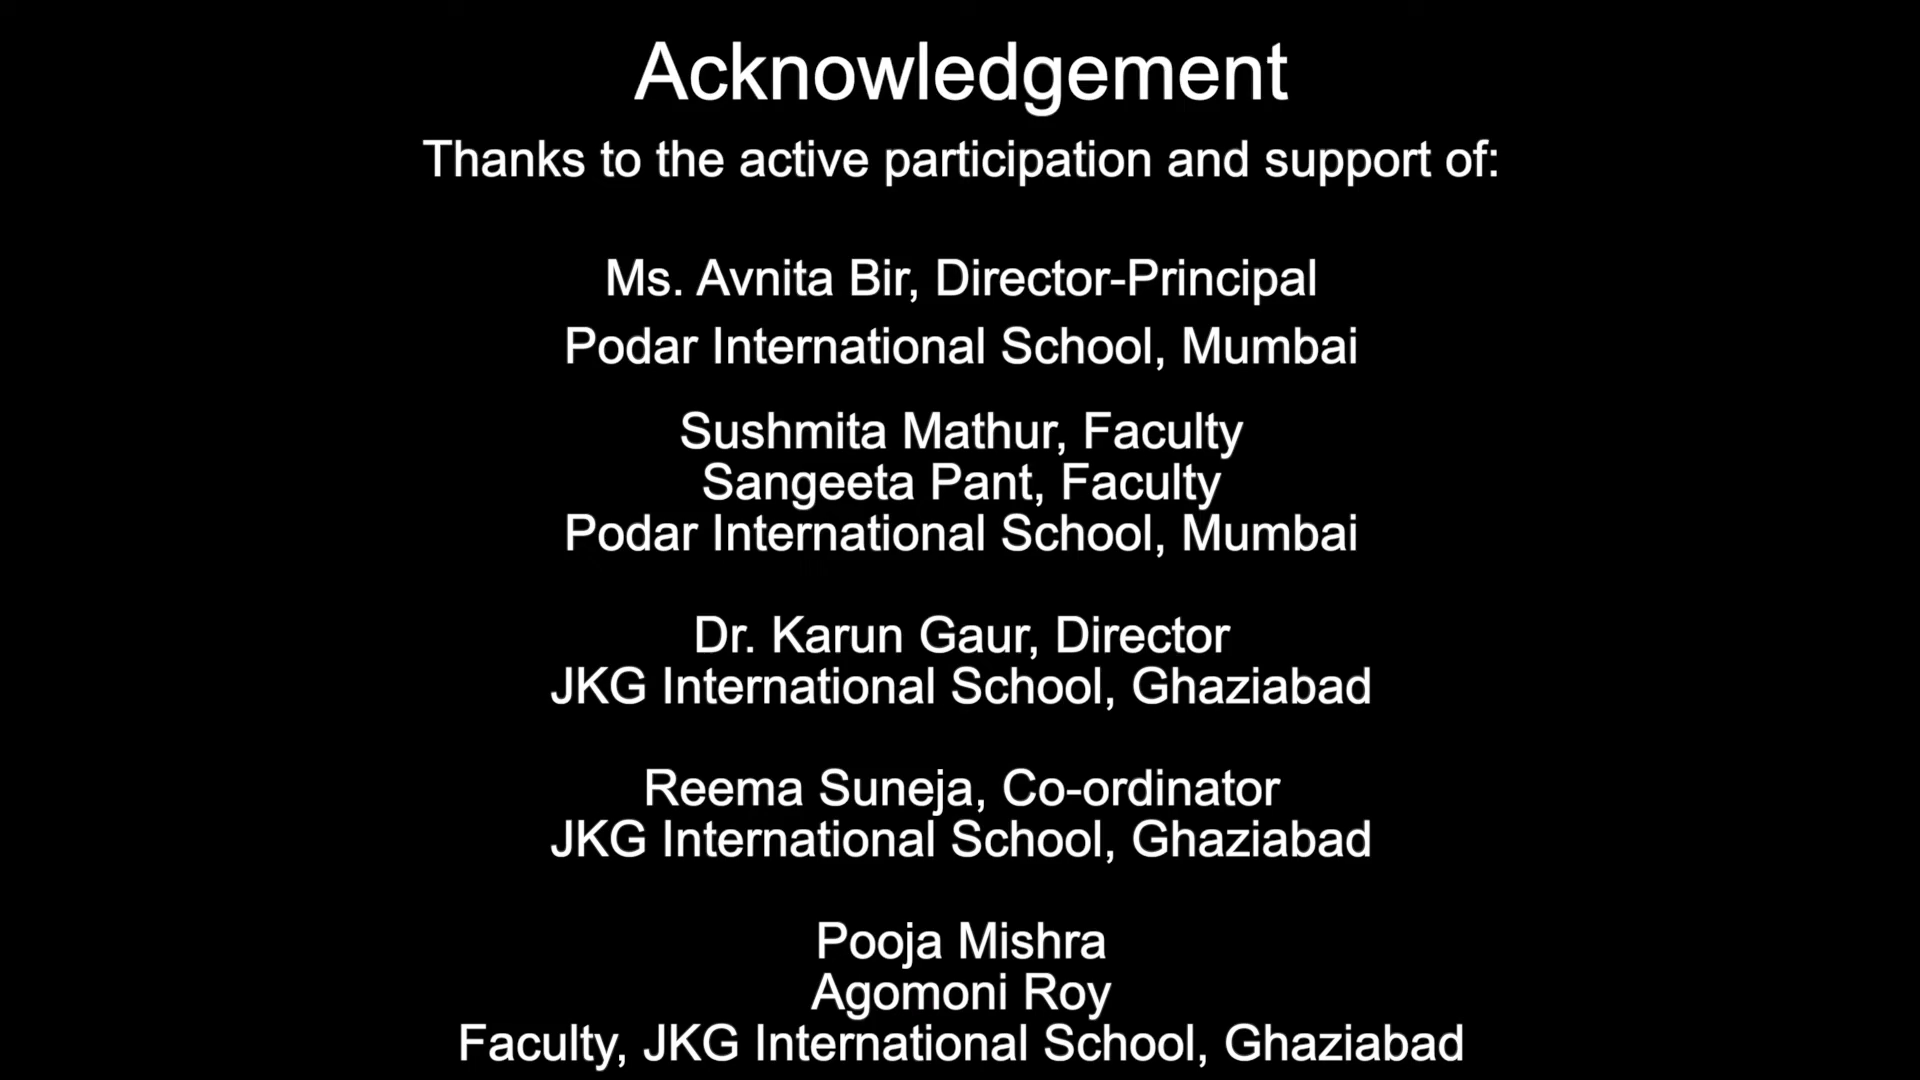 Acknowledgement
Thanks to the active participation and support of:
Ms. Avnita Bir, Director-Principal
Podar International School, Mumbai
Sushmita Mathur, Faculty
Sangeeta Pant, Faculty
Podar International School, Mumbai
Dr. Karun Gaur, Director
JKG International School, Ghaziabad
Reema Suneja, Co-ordinator
JKG International School, Ghaziabad
Pooja Mishra
Agomoni Roy
Faculty, JKG International School, Ghaziabad